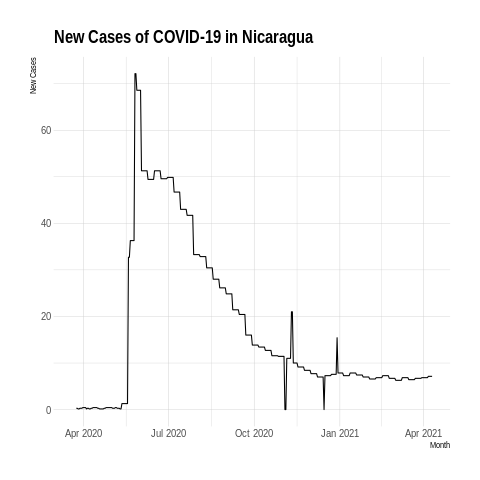 New Cases of COVID-19 in Nicaragua
New Cases
60
40
20
0
Apr 2020 Jul 2020 Oct 2020 Jan 2021 Apr 2021
Month